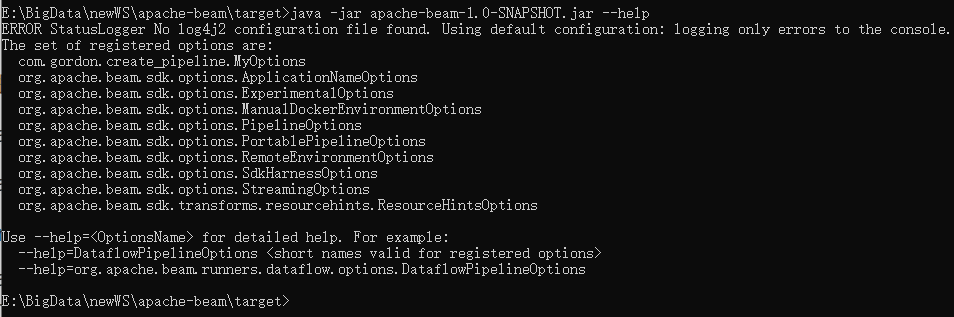 E:\BigData\newWS\apache-beam\target>java -jar apache-beam-1.0-SNAPSHOT.jar --help
ERROR StatusLogger No log4j2 configuration file found. Using default configuration: logging only errors to the console.
The set of registered options are:
  com.gordon.create_pipeline.MyOptions
  org.apache.beam.sdk.options.ApplicationNameOptions
  org.apache.beam.sdk.options.ExperimentalOptions
  org.apache.beam.sdk.options.ManualDockerEnvironmentOptions
  org.apache.beam.sdk.options.PipelineOptions
  org.apache.beam.sdk.options.PortablePipelineOptions
  org.apache.beam.sdk.options.RemoteEnvironmentOptions
  org.apache.beam.sdk.options.SdkHarnessOptions
  org.apache.beam.sdk.options.StreamingOptions
  org.apache.beam.sdk.transforms.resourcehints.ResourceHintsOptions

Use --help=<OptionsName> for detailed help. For example:
  --help=DataflowPipelineOptions <short names valid for registered options>
  --help=org.apache.beam.runners.dataflow.options.DataflowPipelineOptions

E:\BigData\newWS\apache-beam\target>